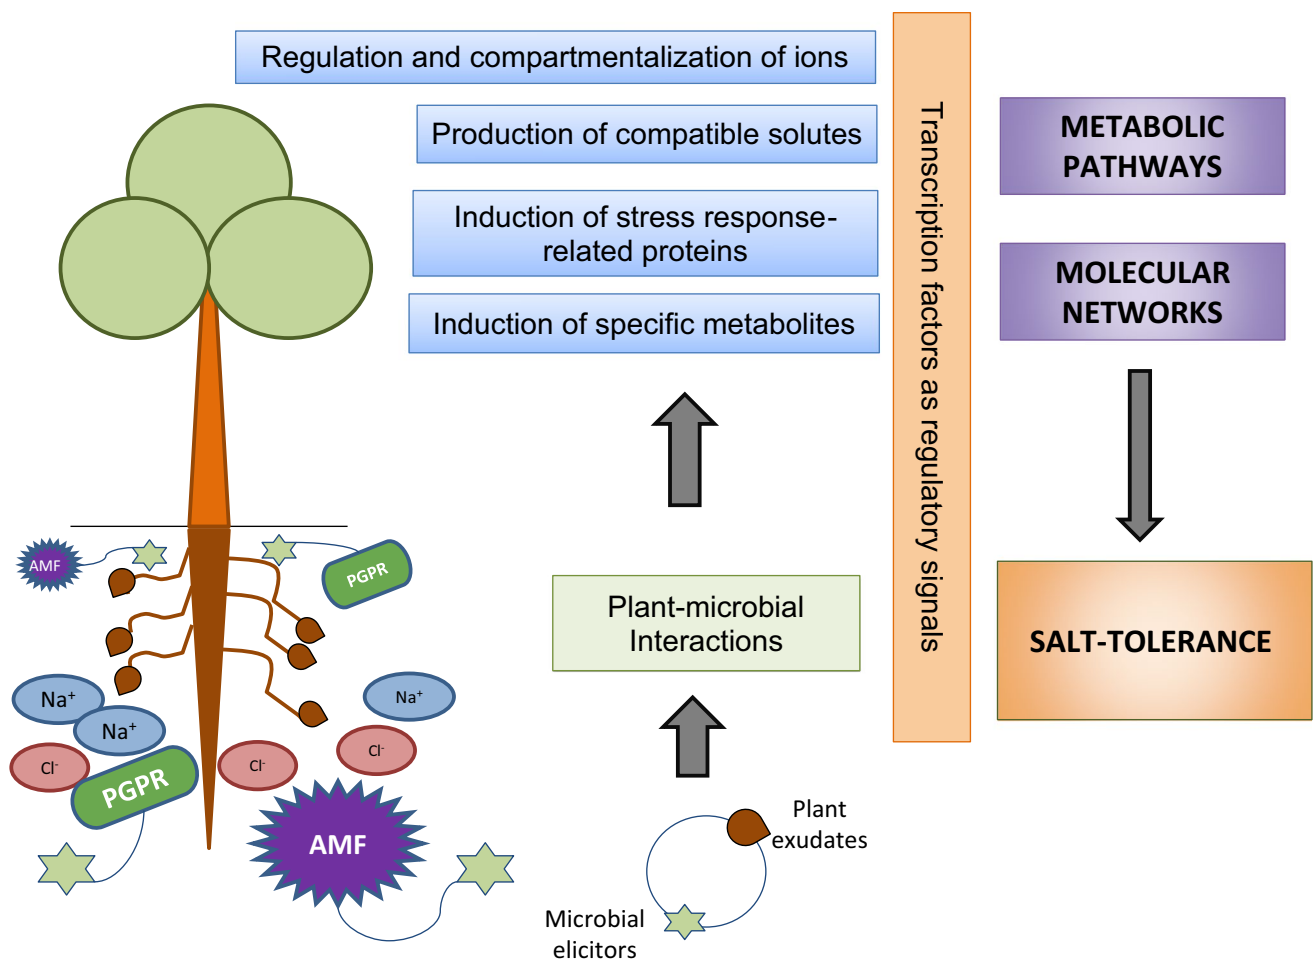 Regulation and compartmentalization of ions
Production of compatible solutes
Induction of stress response-
related proteins
Induction of specific metabolites
Transcription factors as regulatory signals
METABOLIC
PATHWAYS
MOLECULAR
NETWORKS
SALT-TOLERANCE
Plant-microbial
Interactions
AMF
PGPR
Na⁺
Na⁺
Na⁺
Cl⁻
Cl⁻
Cl⁻
PGPR
AMF
Plant
exudates
Microbial
elicitors